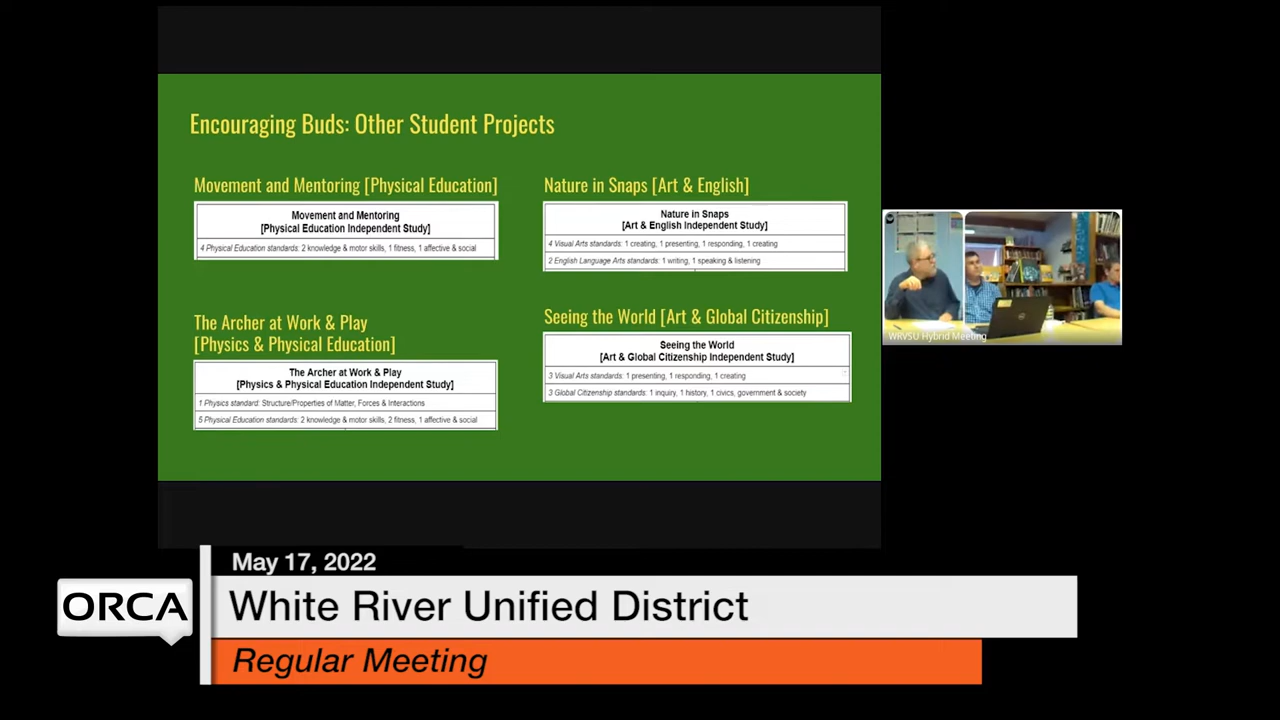 Encouraging Buds: Other Student Projects
Movement and Mentoring [Physical Education]
Movement and Mentoring
[Physical Education Independent Study]
4 Physical Education standards: 2 knowledge & motor skills, 1 fitness, 1 affective & social
The Archer at Work & Play
[Physics & Physical Education]
The Archer at Work & Play
[Physics & Physical Education Independent Study]
1 Physics standard: Structure/Properties of Matter, Forces & Interactions
5 Physical Education standards: 2 knowledge & motor skills, 2 fitness, 1 affective & social
Nature in Snaps [Art & English]
Nature in Snaps
[Art & English Independent Study]
4 Visual Arts standards: 1 creating, 1 presenting, 1 responding, 1 creating
2 English Language Arts standards: 1 writing, 1 speaking & listening
Seeing the World [Art & Global Citizenship]
Seeing the World
[Art & Global Citizenship Independent Study]
3 Visual Arts standards: 1 presenting, 1 responding, 1 creating
3 Global Citizenship standards: 1 inquiry, 1 history, 1 civics, government & society
WRVSU Hybrid Meeting
May 17, 2022
ORCA
White River Unified District
Regular Meeting